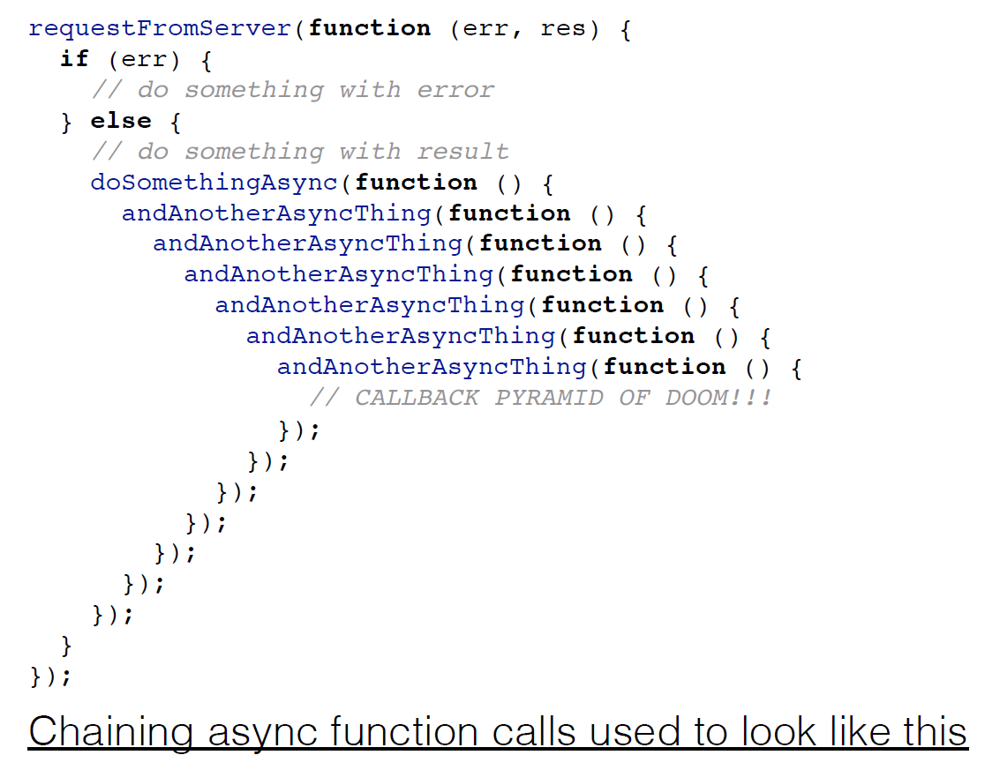 requestFromServer(function (err, res) {
  if (err) {
    // do something with error
  } else {
    // do something with result
    doSomethingAsync(function () {
      andAnotherAsyncThing(function () {
        andAnotherAsyncThing(function () {
          andAnotherAsyncThing(function () {
            andAnotherAsyncThing(function () {
              andAnotherAsyncThing(function () {
                andAnotherAsyncThing(function () {
                  // CALLBACK PYRAMID OF DOOM!!!
                });
              });
            });
          });
        });
      });
    });
  }
});
Chaining async function calls used to look like this